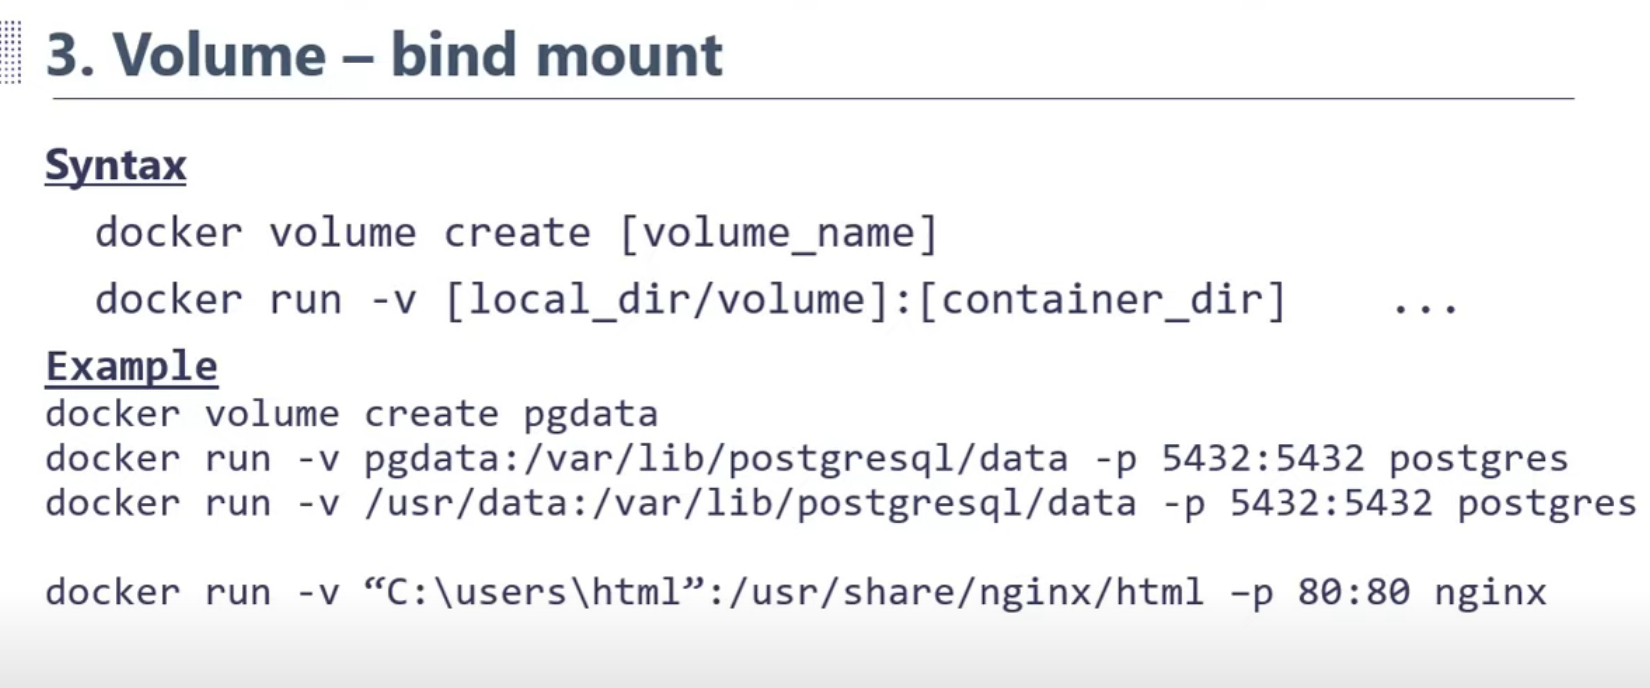 3. Volume – bind mount
Syntax
docker volume create [volume_name]
docker run -v [local_dir/volume]:[container_dir] ...
Example
docker volume create pgdata
docker run -v pgdata:/var/lib/postgresql/data -p 5432:5432 postgres
docker run -v /usr/data:/var/lib/postgresql/data -p 5432:5432 postgres
docker run -v “C:\users\html”:/usr/share/nginx/html –p 80:80 nginx